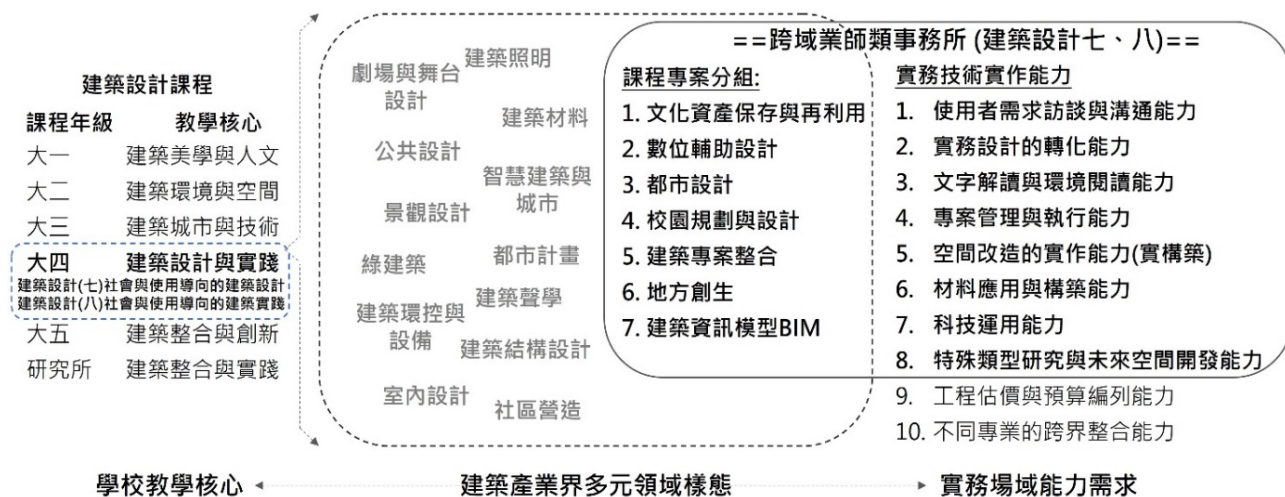 建築設計課程
課程年級 教學核心
大一 建築美學與人文
大二 建築環境與空間
大三 建築城市與技術
大四 建築設計與實踐
建築設計(七)社會與使用導向的建築設計
建築設計(八)社會與使用導向的建築實踐
大五 建築整合與創新
研究所 建築整合與實踐
劇場與舞台
設計
建築照明
建築材料
公共設計
智慧建築與
城市
景觀設計
綠建築
都市計畫
建築環控與
設備
建築聲學
建築結構設計
室內設計
社區營造
==跨域業師類事務所 (建築設計七、八)==
課程專案分組:
1. 文化資產保存與再利用
2. 數位輔助設計
3. 都市設計
4. 校園規劃與設計
5. 建築專案整合
6. 地方創生
7. 建築資訊模型BIM
實務技術實作能力
1. 使用者需求訪談與溝通能力
2. 實務設計的轉化能力
3. 文字解讀與環境閱讀能力
4. 專案管理與執行能力
5. 空間改造的實作能力(實構築)
6. 材料應用與構築能力
7. 科技運用能力
8. 特殊類型研究與未來空間開發能力
9. 工程估價與預算編列能力
10. 不同專業的跨界整合能力
學校教學核心
建築產業界多元領域樣態
實務場域能力需求